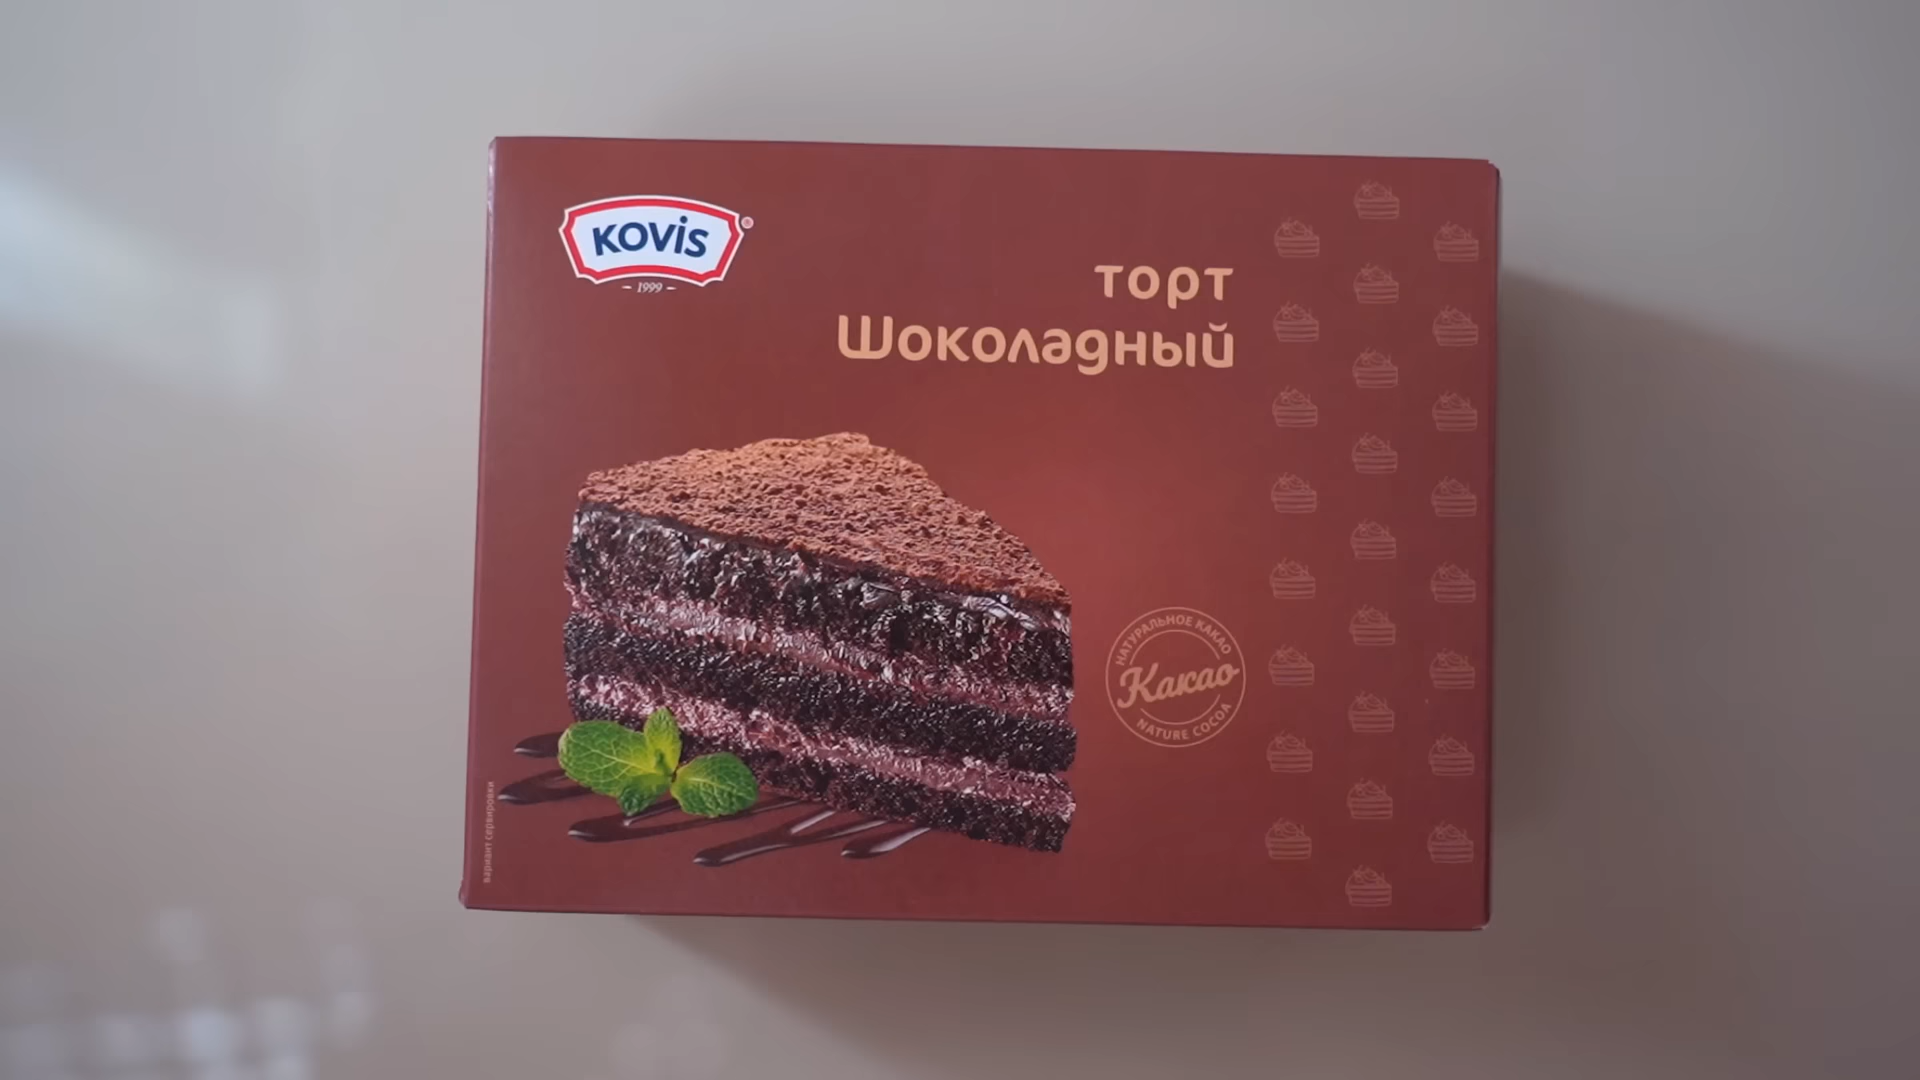 KOVIS
1999
торт
Шоколадный
НАТУРАЛЬНОЕ КАКАО
Какао
NATURE COCOA
вариант сервировки